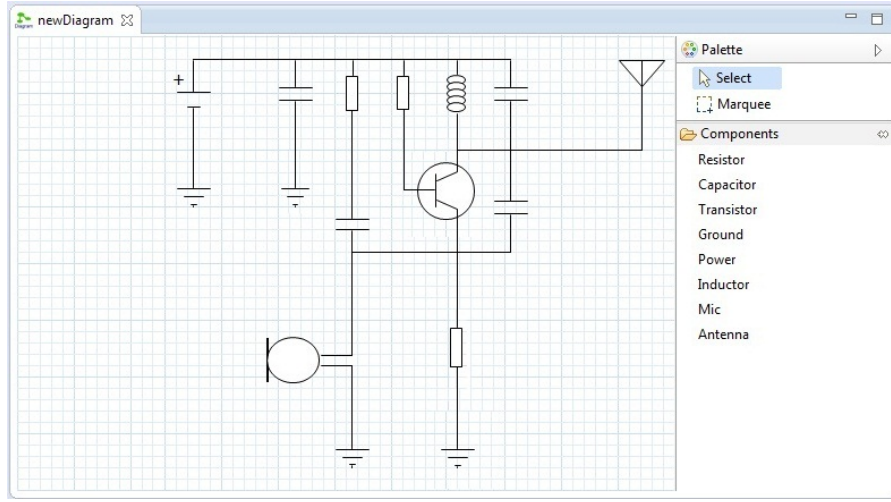 newDiagram
Palette
Select
Marquee
Components
Resistor
Capacitor
Transistor
Ground
Power
Inductor
Mic
Antenna
+